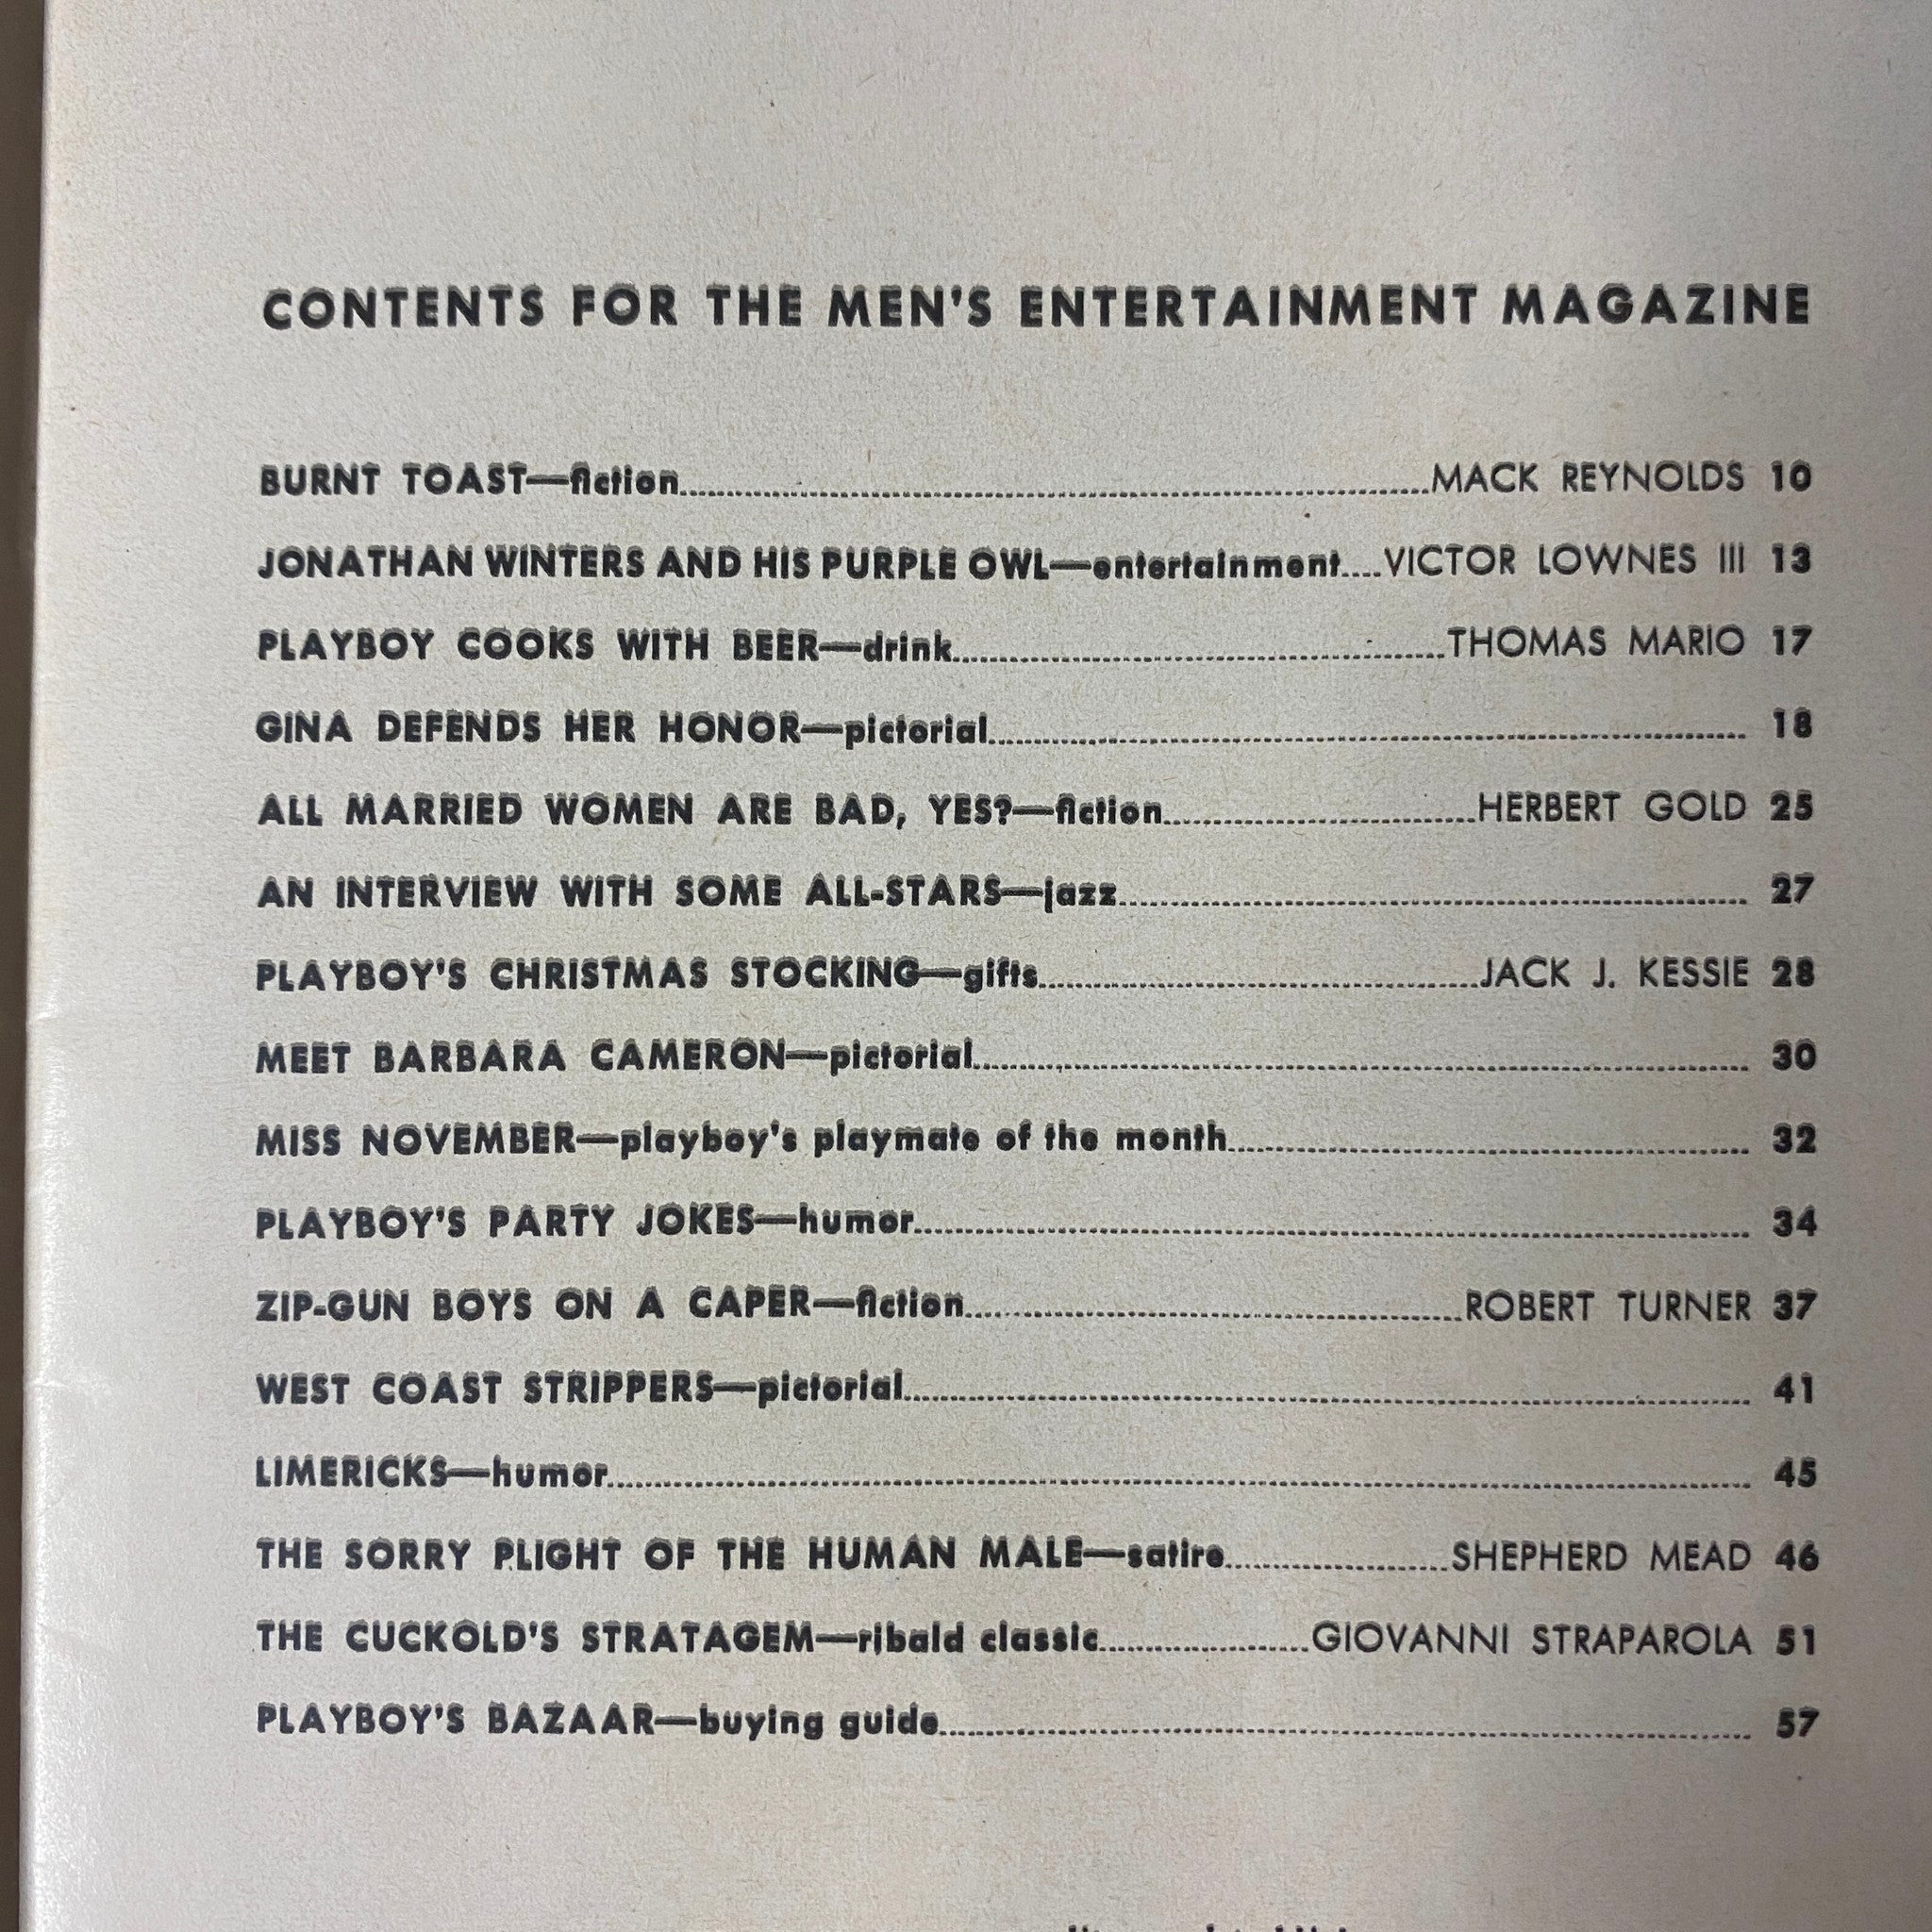 CONTENTS FOR THE MEN'S ENTERTAINMENT MAGAZINE
BURNT TOAST—fiction..........MACK REYNOLDS 10
JONATHAN WINTERS AND HIS PURPLE OWL—entertainment....VICTOR LOWNES III 13
PLAYBOY COOKS WITH BEER—drink..........THOMAS MARIO 17
GINA DEFENDS HER HONOR—pictorial.......... 18
ALL MARRIED WOMEN ARE BAD, YES?—fiction..........HERBERT GOLD 25
AN INTERVIEW WITH SOME ALL-STARS—jazz.......... 27
PLAYBOY'S CHRISTMAS STOCKING—gifts..........JACK J. KESSIE 28
MEET BARBARA CAMERON—pictorial.......... 30
MISS NOVEMBER—playboy's playmate of the month.......... 32
PLAYBOY'S PARTY JOKES—humor.......... 34
ZIP-GUN BOYS ON A CAPER—fiction..........ROBERT TURNER 37
WEST COAST STRIPPERS—pictorial.......... 41
LIMERICKS—humor.......... 45
THE SORRY PLIGHT OF THE HUMAN MALE—satire..........SHEPHERD MEAD 46
THE CUCKOLD'S STRATAGEM—ribald classic..........GIOVANNI STRAPAROLA 51
PLAYBOY'S BAZAAR—buying guide.......... 57